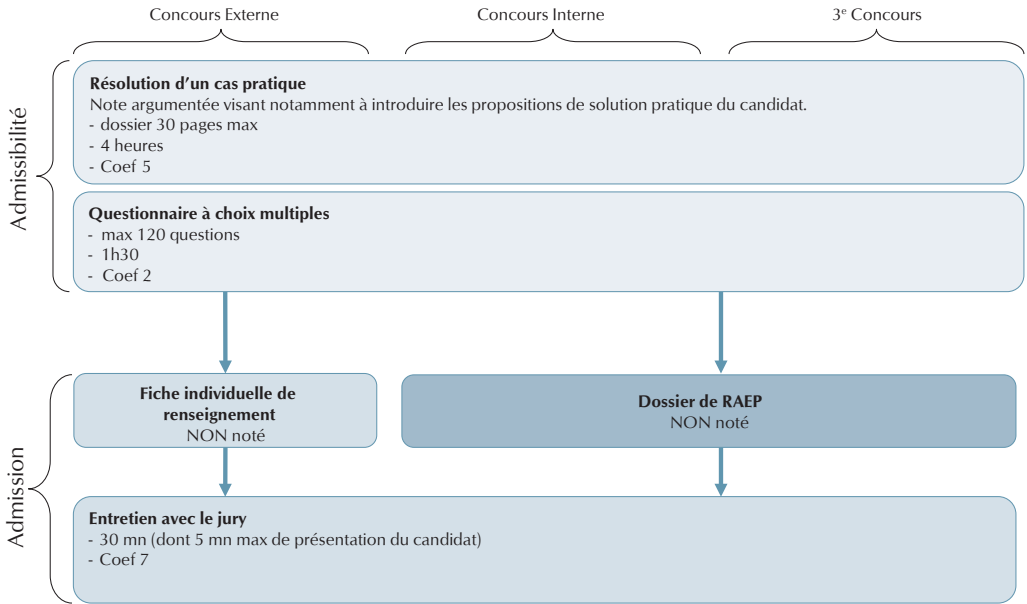 Concours Externe
Concours Interne
3e Concours
Admissibilité
Résolution d'un cas pratique
Note argumentée visant notamment à introduire les propositions de solution pratique du candidat.
- dossier 30 pages max
- 4 heures
- Coef 5
Questionnaire à choix multiples
- max 120 questions
- 1h30
- Coef 2
Admission
Fiche individuelle de
renseignement
NON noté
Dossier de RAEP
NON noté
Entretien avec le jury
- 30 mn (dont 5 mn max de présentation du candidat)
- Coef 7